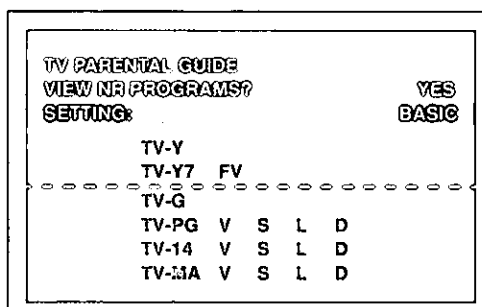 TV PARENTAL GUIDE
VIEW NR PROGRAMS? YES
SETTING: BASIC
TV-Y
TV-Y7 FV
TV-G
TV-PG V S L D
TV-14 V S L D
TV-MA V S L D